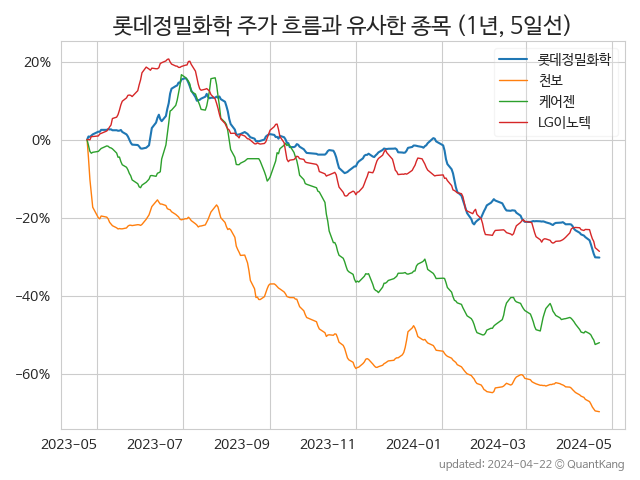 롯데정밀화학 주가 흐름과 유사한 종목 (1년, 5일선)
롯데정밀화학
천보
케어젠
LG이노텍
20%
0%
−20%
−40%
−60%
2023-05
2023-07
2023-09
2023-11
2024-01
2024-03
2024-05
updated: 2024-04-22 © QuantKang